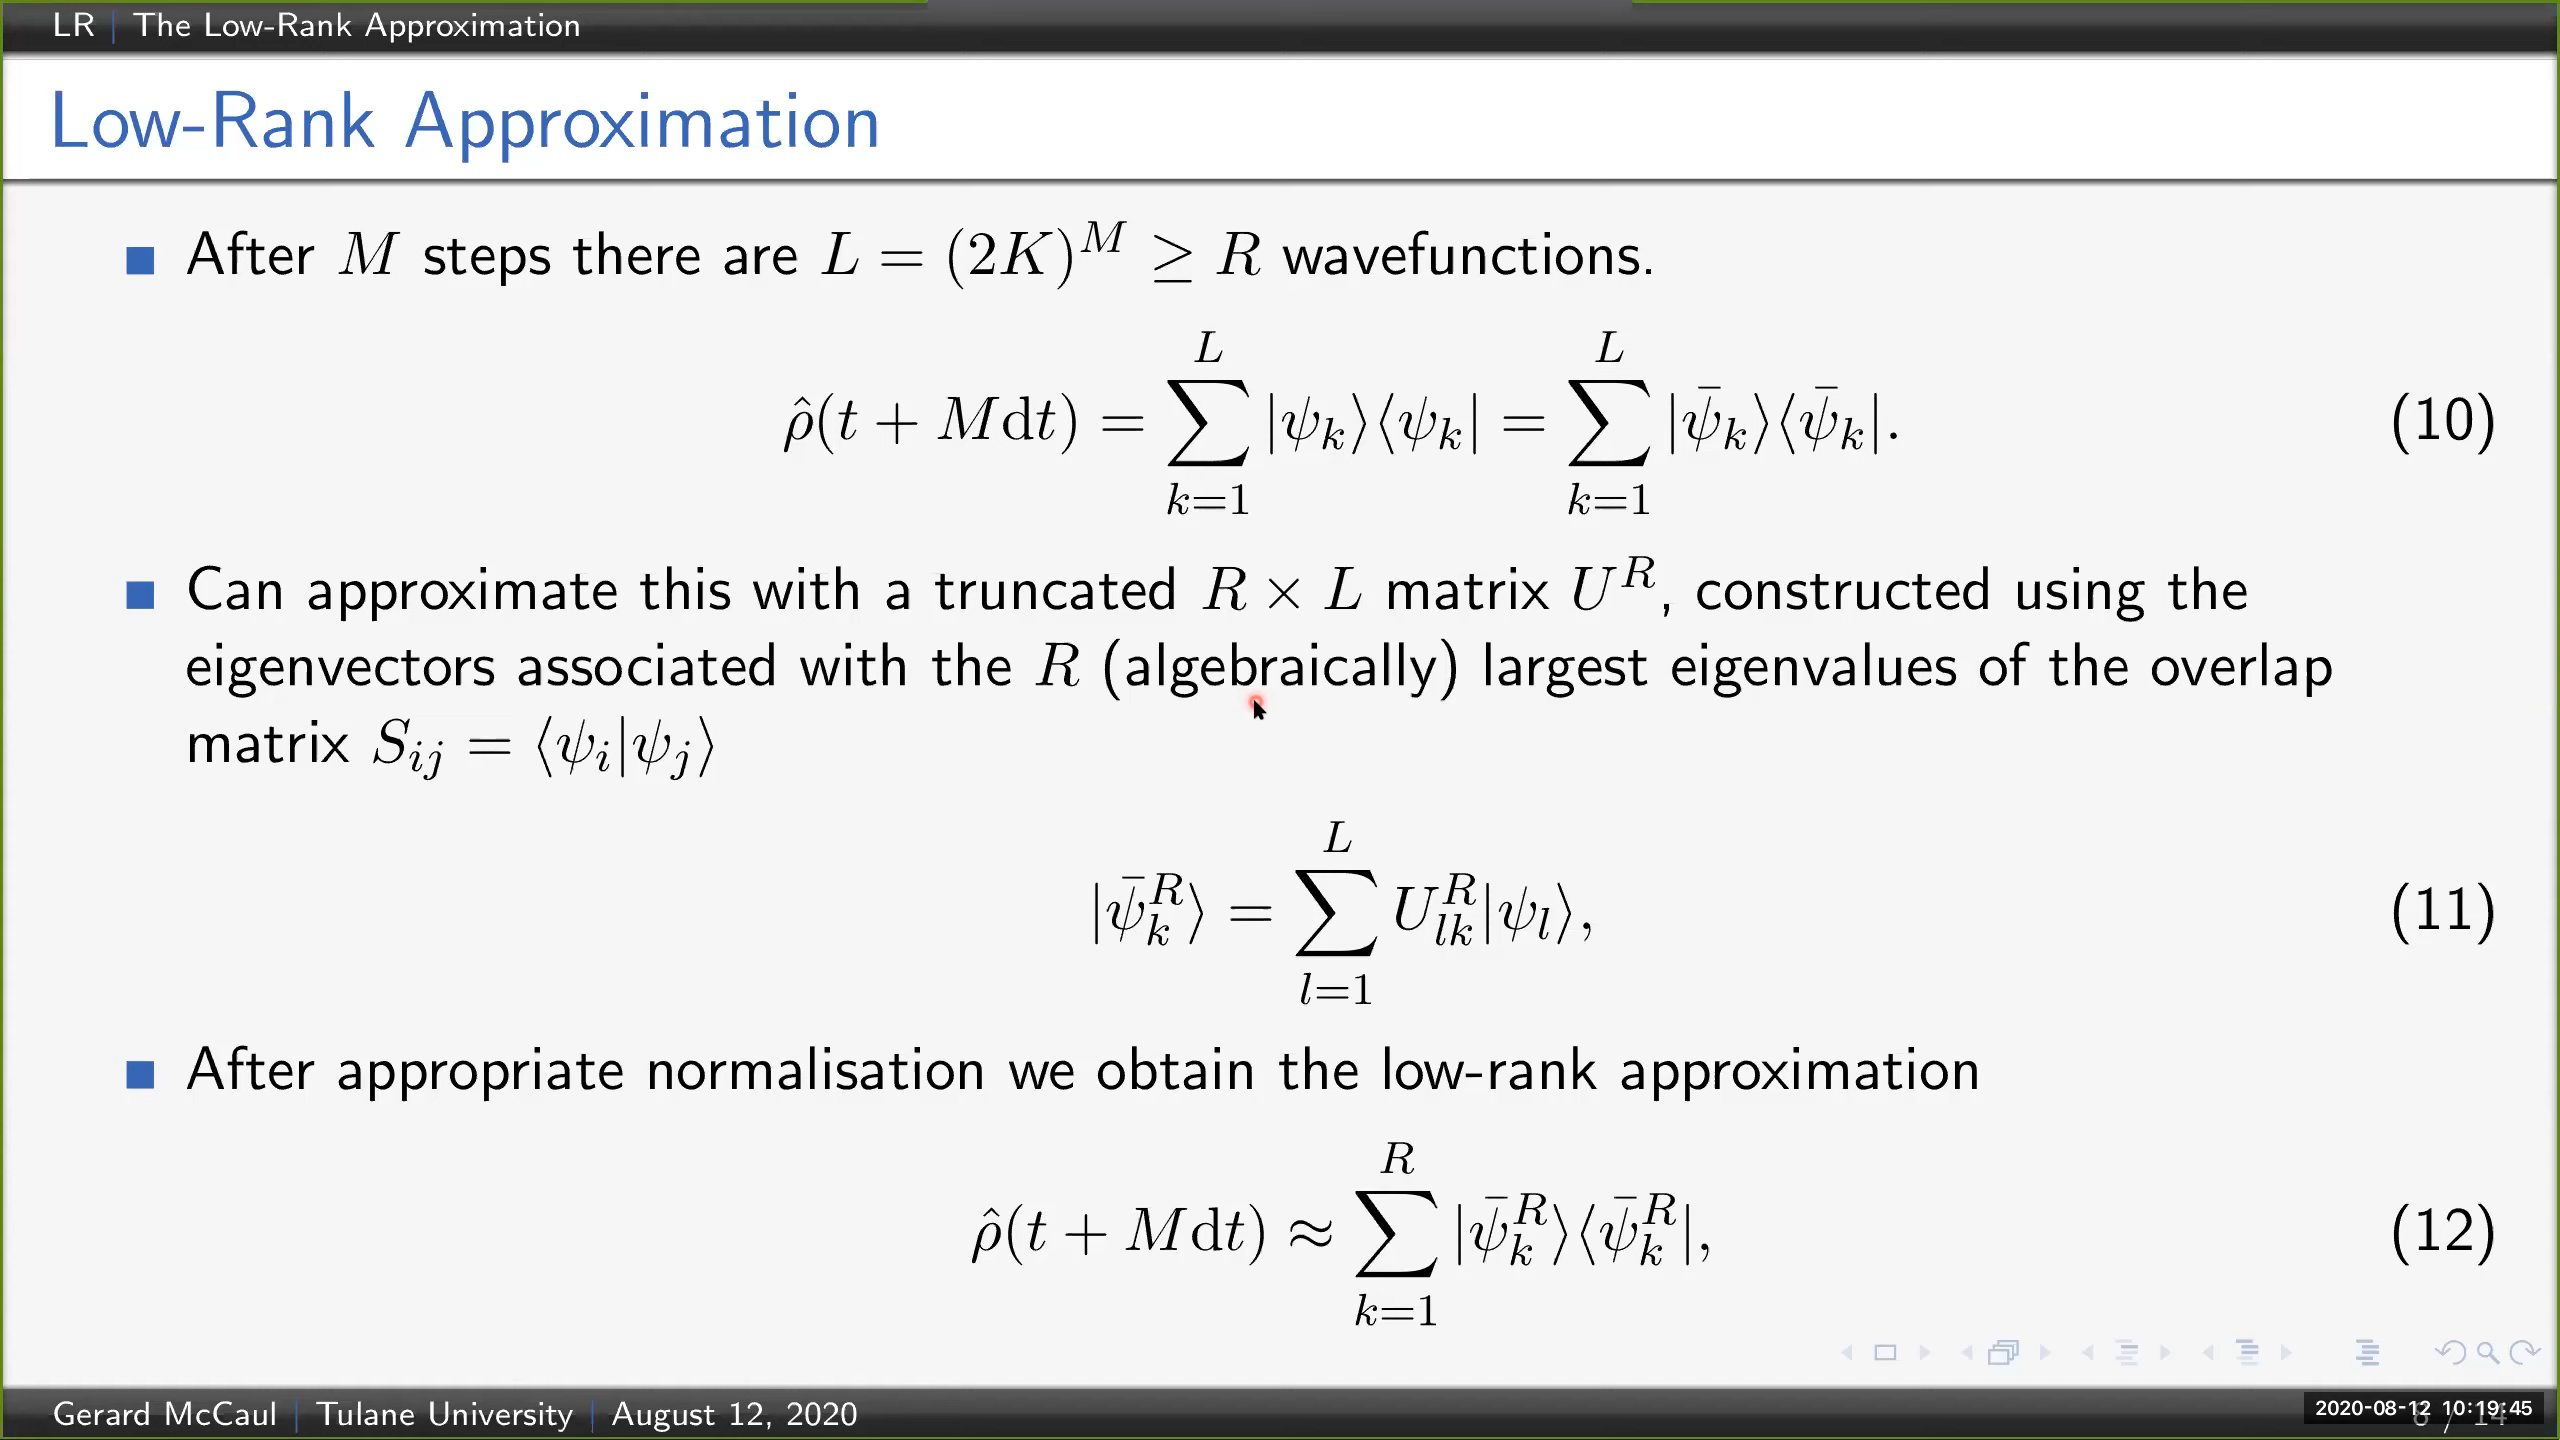 LR | The Low-Rank Approximation
Low-Rank Approximation
After M steps there are L = (2K)^M ≥ R wavefunctions.
ρ̂(t + Mdt) = ∑_{k=1}^{L} |ψ_k⟩⟨ψ_k| = ∑_{k=1}^{L} |ψ̄_k⟩⟨ψ̄_k|. (10)
Can approximate this with a truncated R × L matrix U^R, constructed using the
eigenvectors associated with the R (algebraically) largest eigenvalues of the overlap
matrix S_{ij} = ⟨ψ_i|ψ_j⟩
|ψ̄_k^R⟩ = ∑_{l=1}^{L} U_{lk}^R |ψ_l⟩, (11)
After appropriate normalisation we obtain the low-rank approximation
ρ̂(t + Mdt) ≈ ∑_{k=1}^{R} |ψ̄_k^R⟩⟨ψ̄_k^R|, (12)
Gerard McCaul | Tulane University | August 12, 2020
2020-08-12 10:19:45